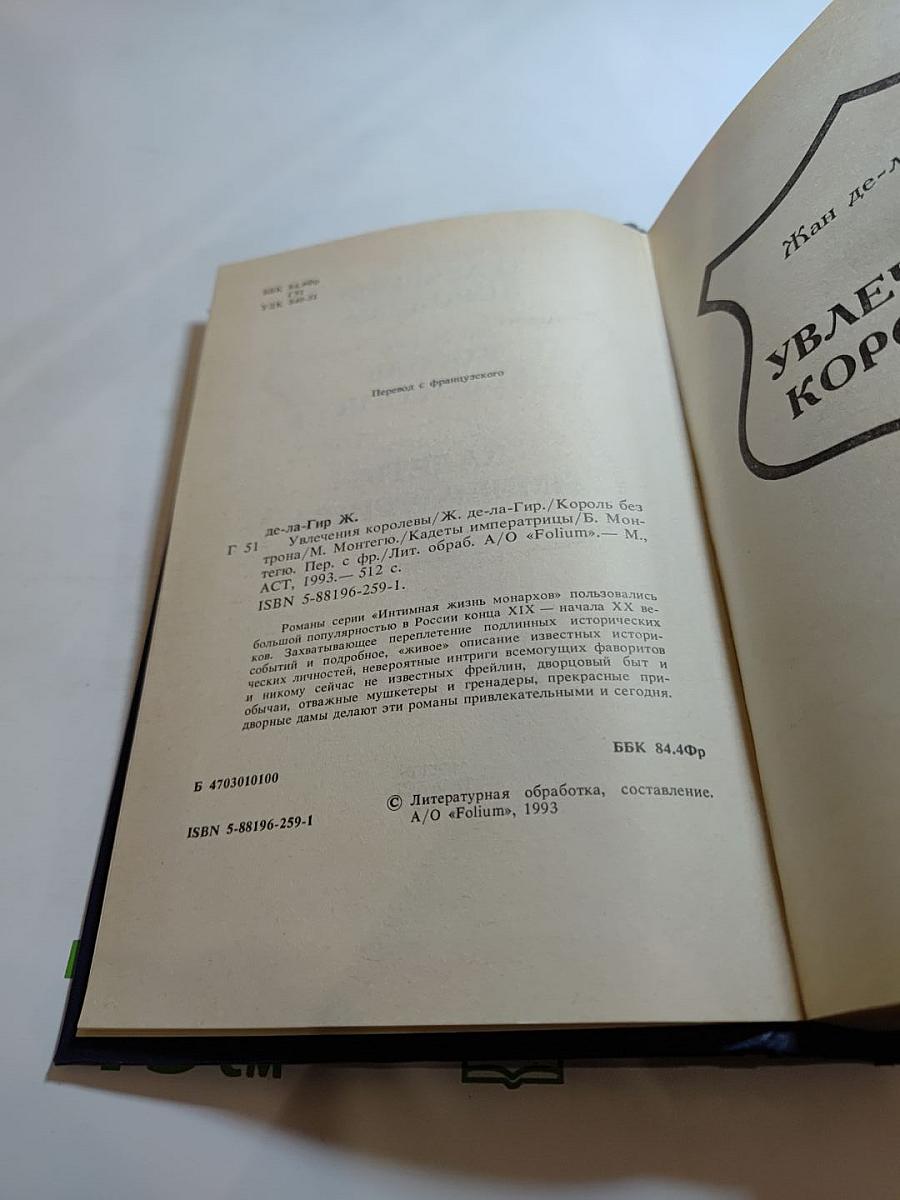 ББК 84.4Фр
Г51
УДК 840-31
Перевод с французского
де-ла-Гир Ж.
Г 51 Увлечения королевы/Ж. де-ла-Гир./Король без
трона/М. Монтегю./Кадеты императрицы/Б. Мон-
тегю. Пер. с фр./Лит. обраб. А/О «Folium».— М.,
АСТ, 1993.— 512 с.
ISBN 5-88196-259-1.
Романы серии «Интимная жизнь монархов» пользовались
большой популярностью в России конца XIX — начала XX ве-
ков. Захватывающее переплетение подлинных исторических
событий и подробное, «живое» описание известных истори-
ческих личностей, невероятные интриги всемогущих фаворитов
и никому сейчас не известных фрейлин, дворцовый быт и
обычаи, отважные мушкетеры и гренадеры, прекрасные при-
дворные дамы делают эти романы привлекательными и сегодня.
ББК 84.4Фр
Б 4703010100
© Литературная обработка, составление.
А/О «Folium», 1993
ISBN 5-88196-259-1
Жан де-л
УВЛЕЧ
КОРО
см